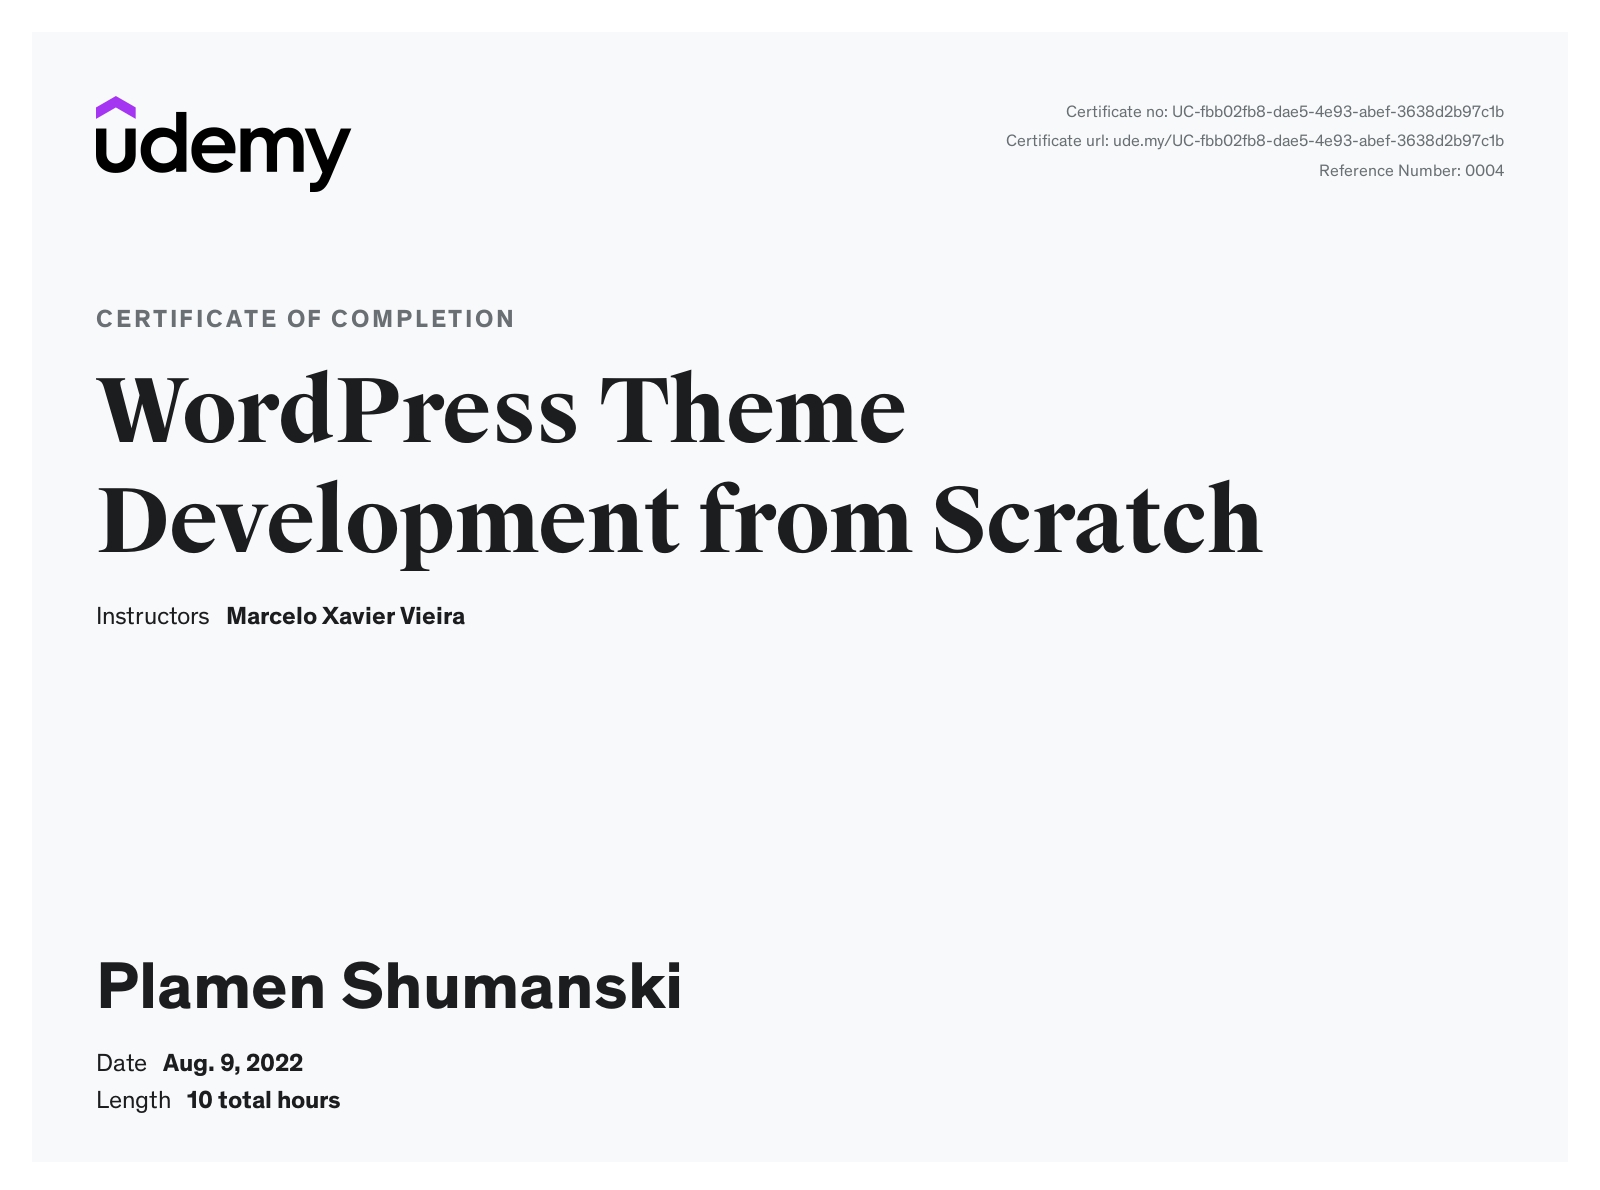 udemy
Certificate no: UC-fbb02fb8-dae5-4e93-abef-3638d2b97c1b
Certificate url: ude.my/UC-fbb02fb8-dae5-4e93-abef-3638d2b97c1b
Reference Number: 0004
CERTIFICATE OF COMPLETION
WordPress Theme
Development from Scratch
Instructors Marcelo Xavier Vieira
Plamen Shumanski
Date Aug. 9, 2022
Length 10 total hours